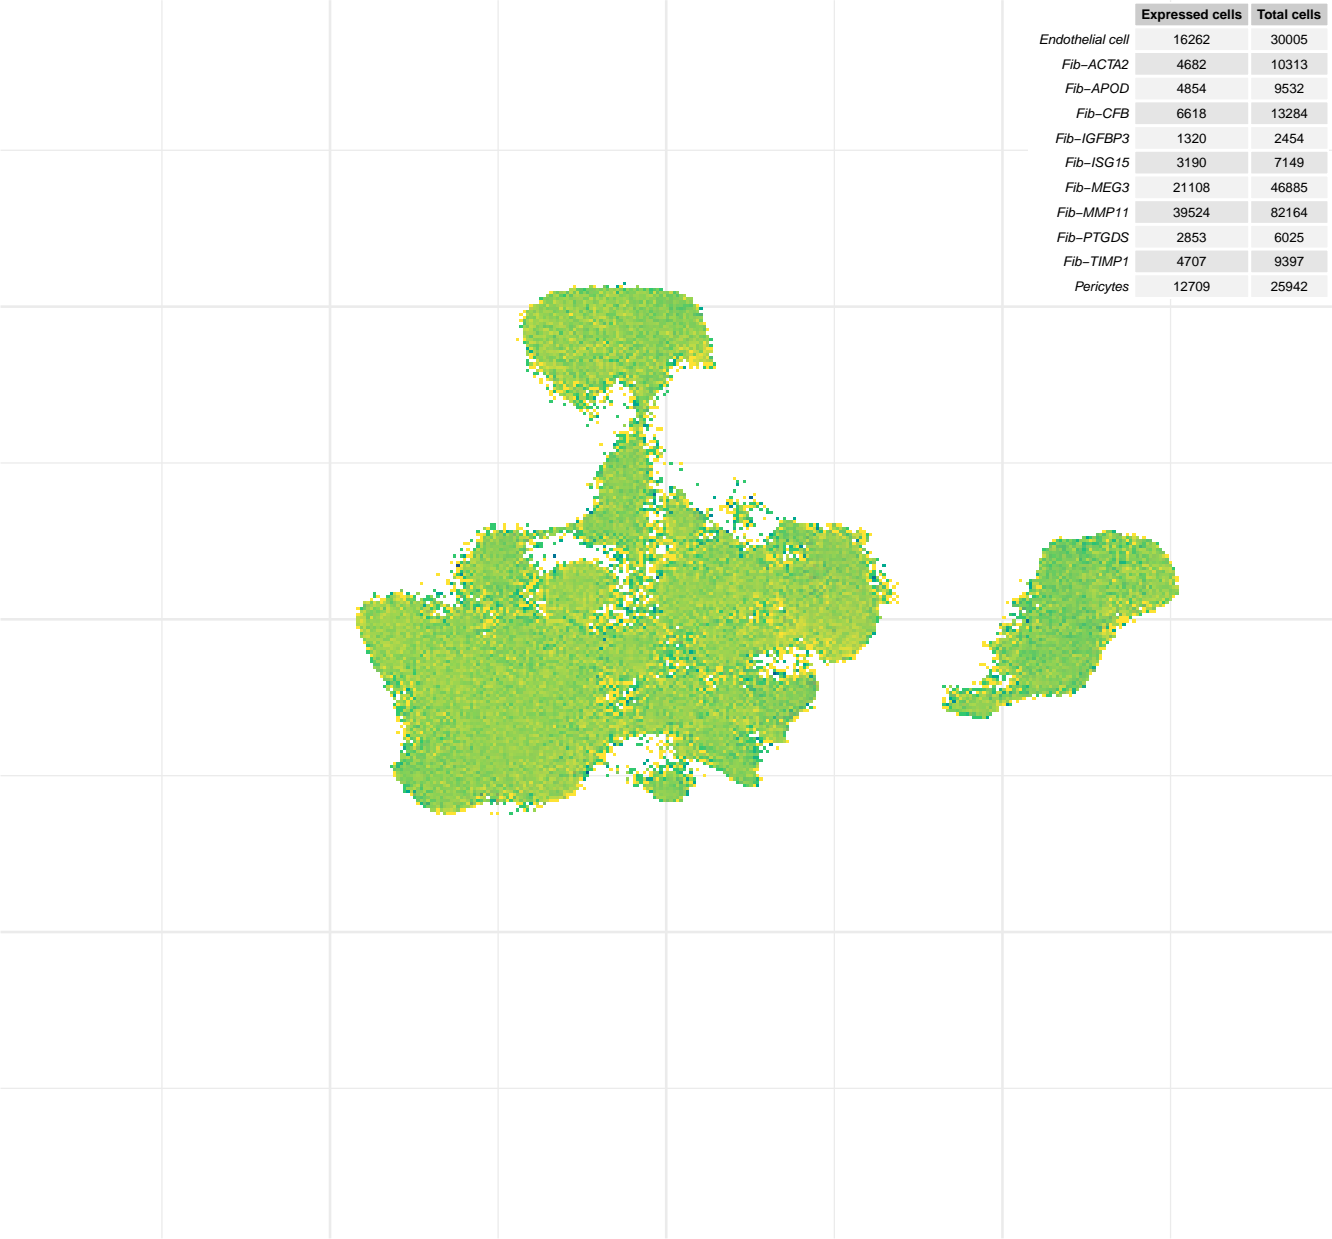 Expressed cells Total cells
Endothelial cell 16262 30005
Fib−ACTA2 4682 10313
Fib−APOD 4854 9532
Fib−CFB 6618 13284
Fib−IGFBP3 1320 2454
Fib−ISG15 3190 7149
Fib−MEG3 21108 46885
Fib−MMP11 39524 82164
Fib−PTGDS 2853 6025
Fib−TIMP1 4707 9397
Pericytes 12709 25942